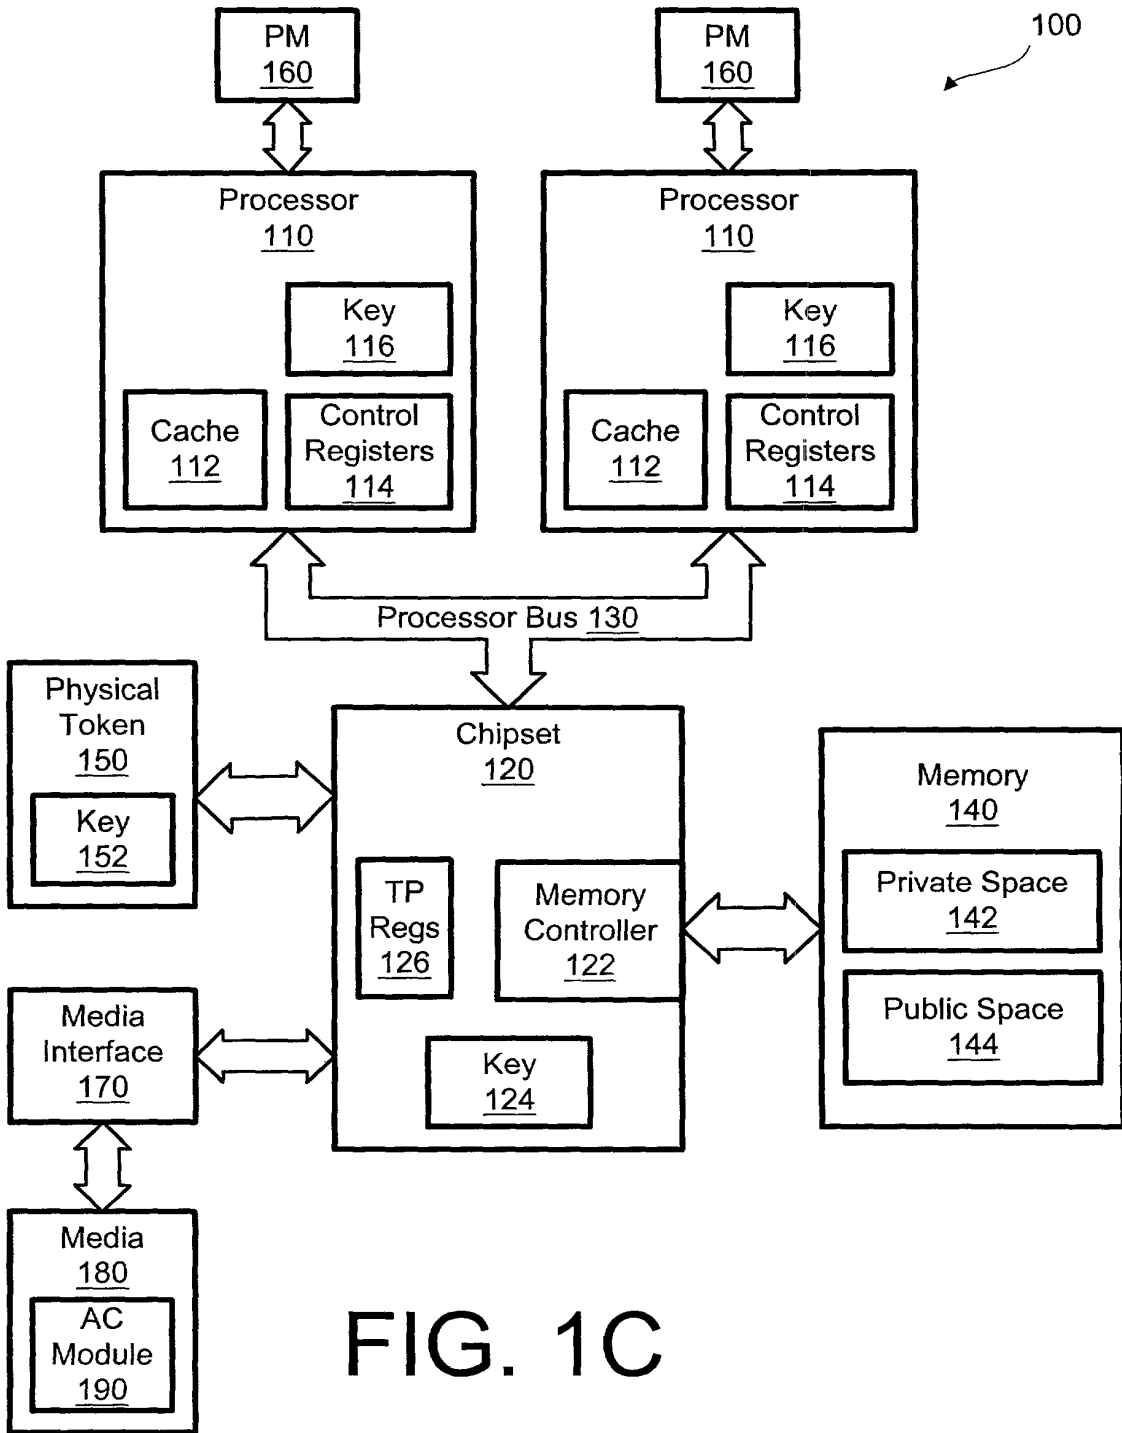 PM
160
PM
160
100
Processor
110
Key
116
Cache
112
Control
Registers
114
Processor
110
Key
116
Cache
112
Control
Registers
114
Processor Bus 130
Physical
Token
150
Key
152
Chipset
120
TP
Regs
126
Memory
Controller
122
Key
124
Memory
140
Private Space
142
Public Space
144
Media
Interface
170
Media
180
AC
Module
190
FIG. 1C